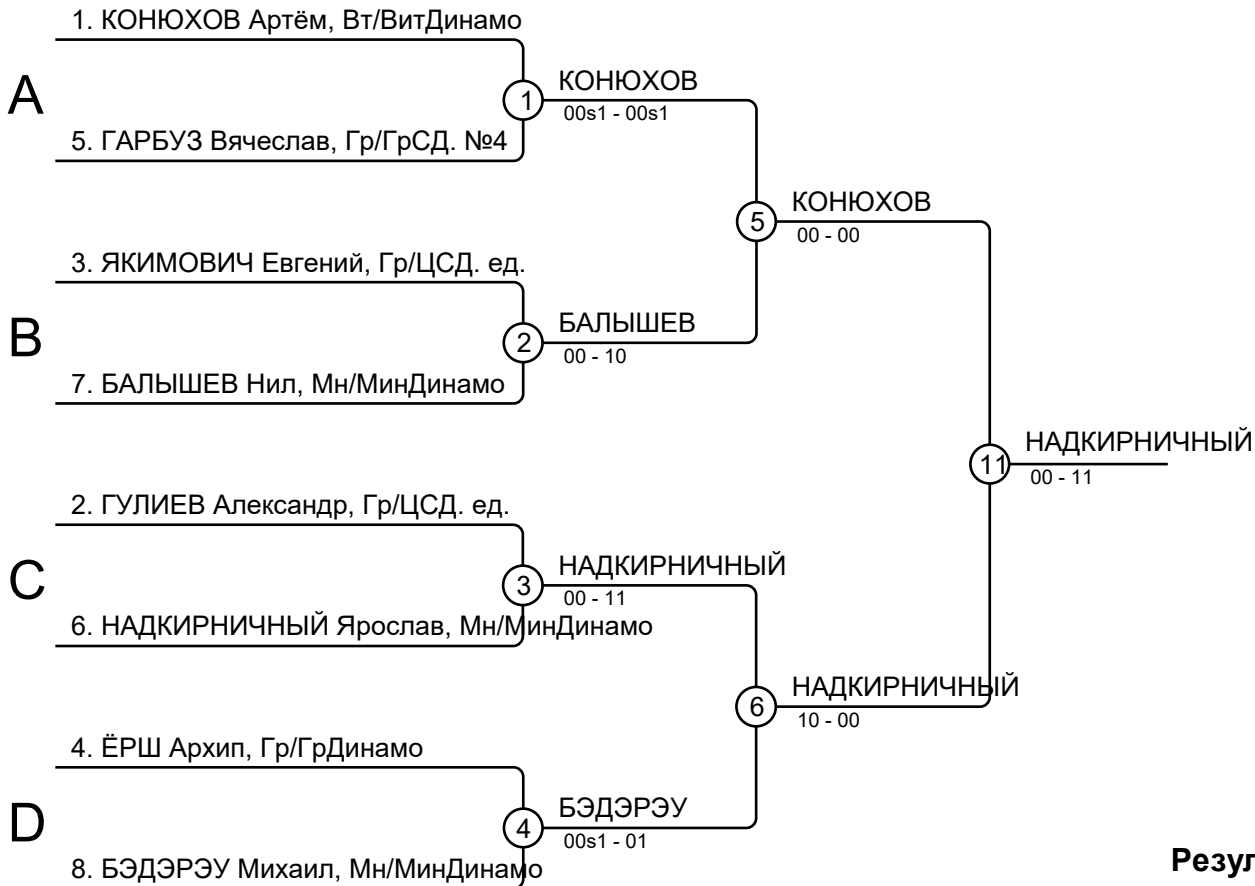 1. КОНЮХОВ Артём, Вт/ВитДинамо
A
1
КОНЮХОВ
00s1 - 00s1
5. ГАРБУЗ Вячеслав, Гр/ГрСД. №4
5
КОНЮХОВ
00 - 00
3. ЯКИМОВИЧ Евгений, Гр/ЦСД. ед.
B
2
БАЛЫШЕВ
00 - 10
7. БАЛЫШЕВ Нил, Мн/МинДинамо
11
НАДКИРНИЧНЫЙ
00 - 11
2. ГУЛИЕВ Александр, Гр/ЦСД. ед.
C
3
НАДКИРНИЧНЫЙ
00 - 11
6. НАДКИРНИЧНЫЙ Ярослав, Мн/МинДинамо
6
НАДКИРНИЧНЫЙ
10 - 00
4. ЁРШ Архип, Гр/ГрДинамо
D
4
БЭДЭРЭУ
00s1 - 01
8. БЭДЭРЭУ Михаил, Мн/МинДинамо